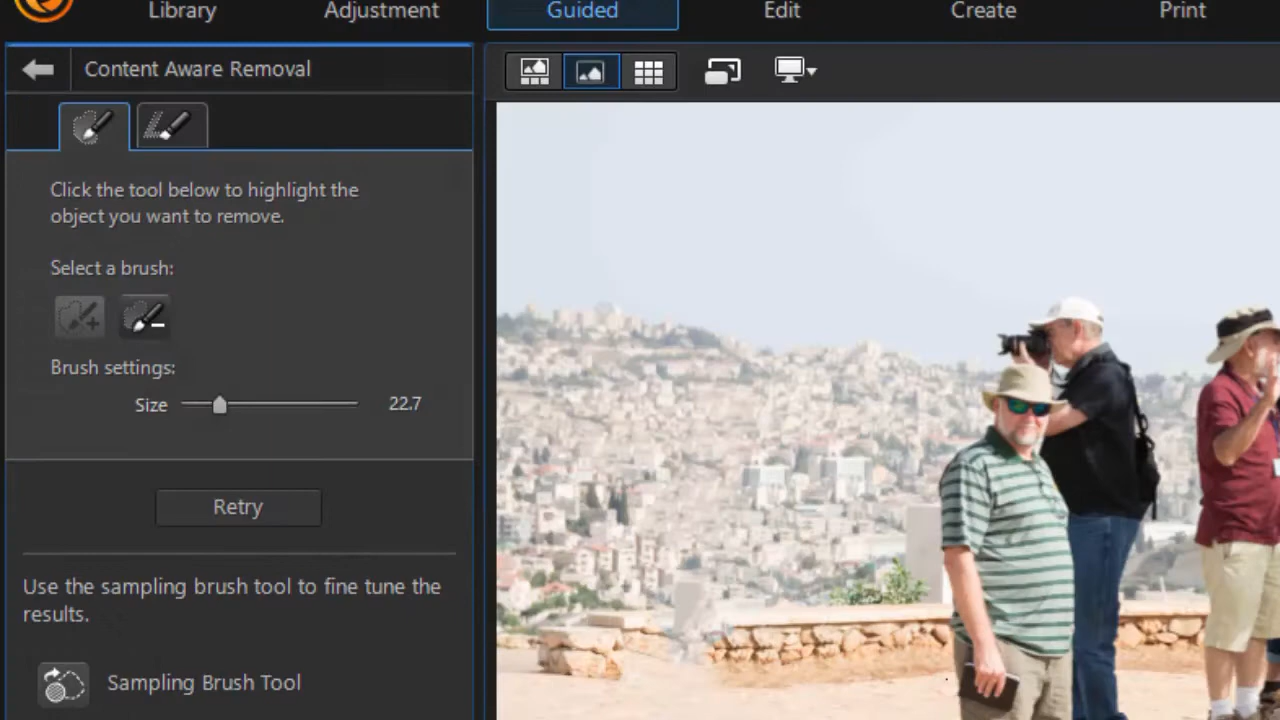 Library Adjustment Guided Edit Create Print
Content Aware Removal
Click the tool below to highlight the
object you want to remove.
Select a brush:
Brush settings:
Size 22.7
Retry
Use the sampling brush tool to fine tune the
results.
Sampling Brush Tool